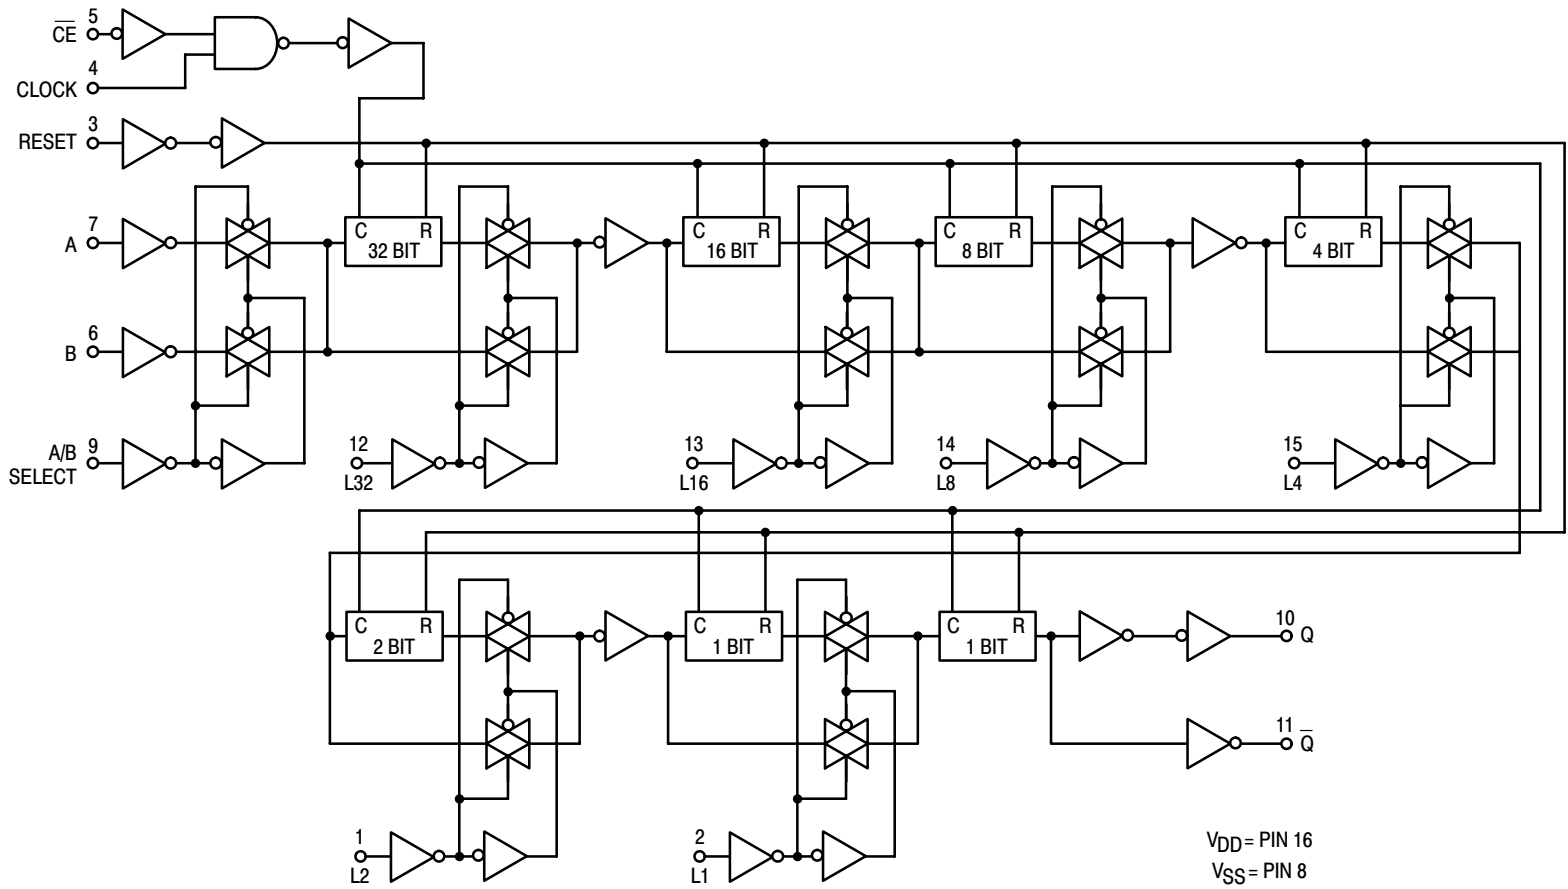 5
C̅E̅
4
CLOCK
3
RESET
7
A
C R
32 BIT
C R
16 BIT
C R
8 BIT
C R
4 BIT
6
B
A/B 9
SELECT
12
L32
13
L16
14
L8
15
L4
C R
2 BIT
C R
1 BIT
C R
1 BIT
10
Q
11
Q̅
1
L2
2
L1
VDD = PIN 16
VSS = PIN 8